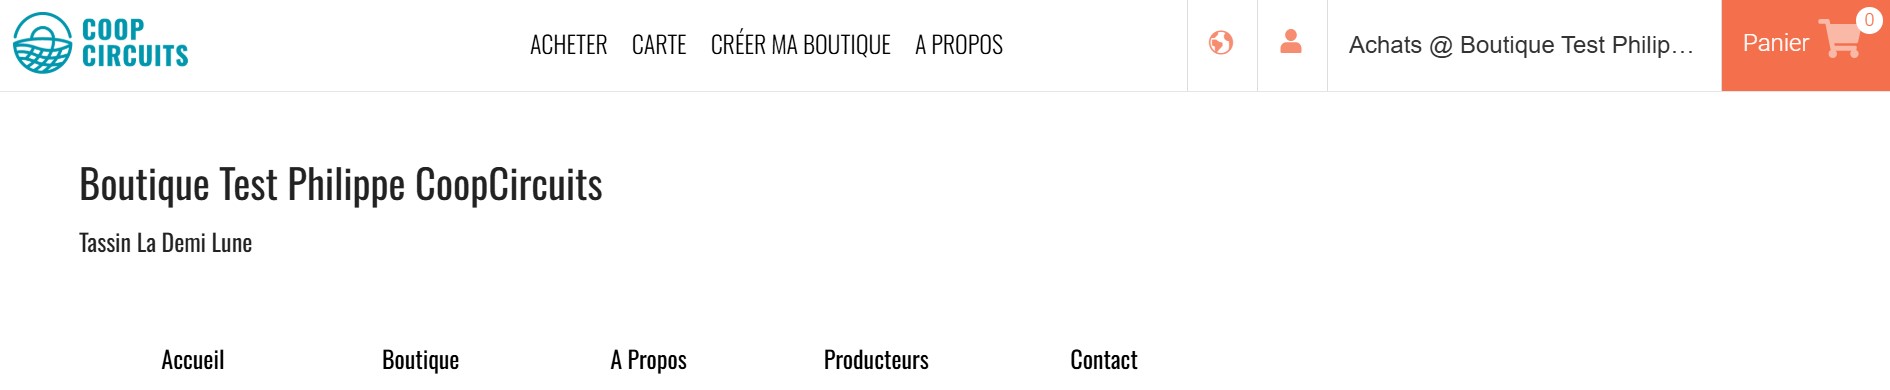 COOP
CIRCUITS
ACHETER CARTE CRÉER MA BOUTIQUE A PROPOS
Achats @ Boutique Test Philip...
Panier 0
Boutique Test Philippe CoopCircuits
Tassin La Demi Lune
Accueil Boutique A Propos Producteurs Contact